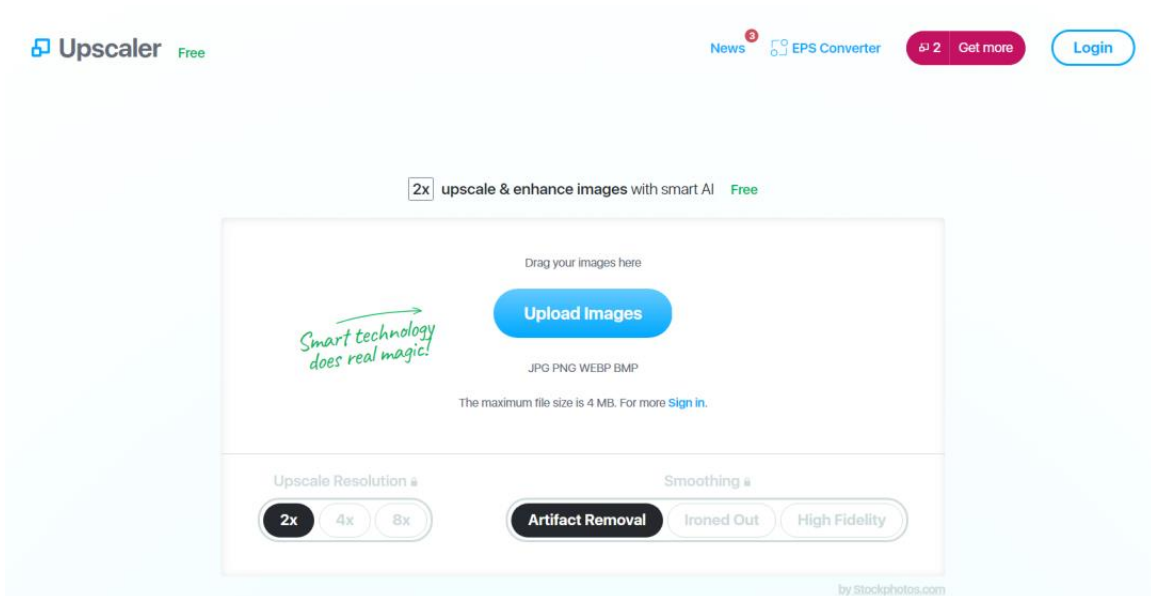 Upscaler Free
News 3 EPS Converter 2 Get more Login
2x upscale & enhance images with smart AI Free
Drag your images here
Upload Images
Smart technology
does real magic!
JPG PNG WEBP BMP
The maximum file size is 4 MB. For more Sign in.
Upscale Resolution
2x 4x 8x
Smoothing
Artifact Removal Ironed Out High Fidelity
by Stockphotos.com